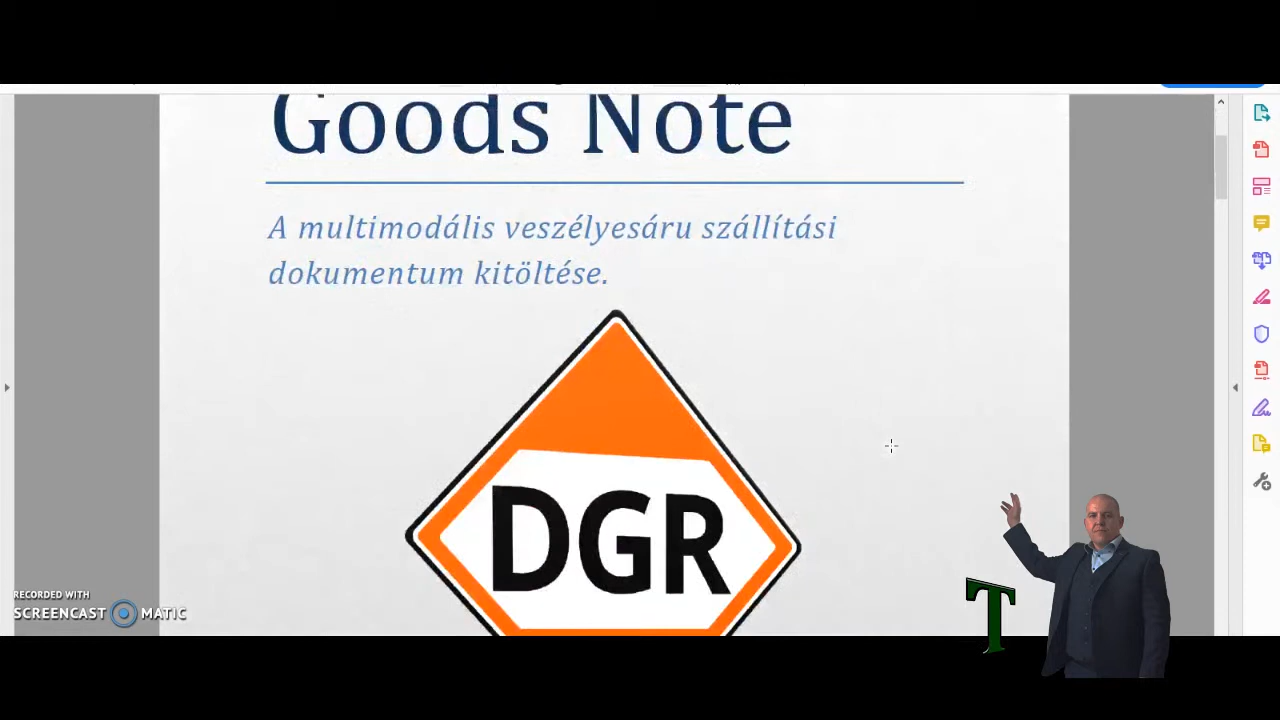 Goods Note
A multimodális veszélyesáru szállítási
dokumentum kitöltése.
DGR
RECORDED WITH
SCREENCAST MATIC
T